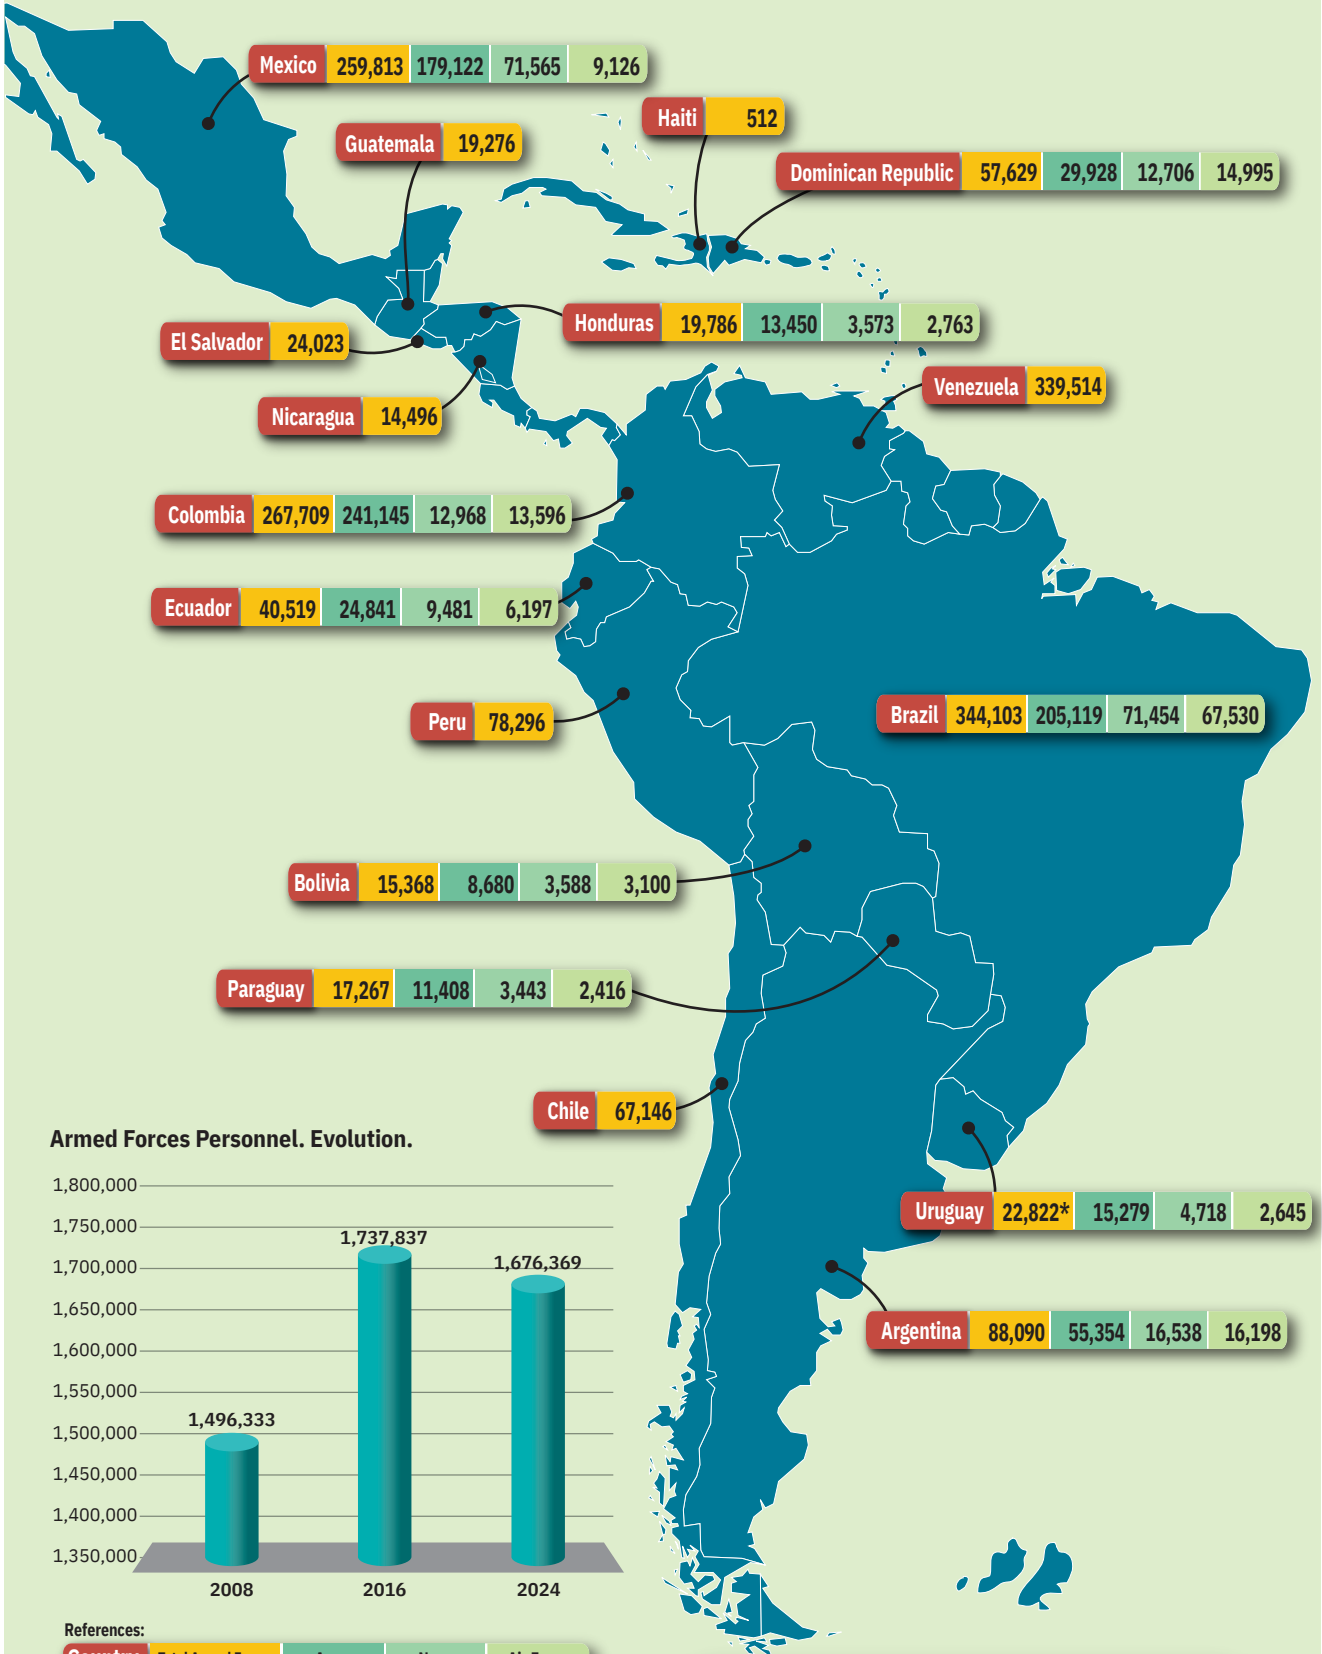 Mexico 259,813 179,122 71,565 9,126
Haiti 512
Guatemala 19,276
Dominican Republic 57,629 29,928 12,706 14,995
Honduras 19,786 13,450 3,573 2,763
El Salvador 24,023
Venezuela 339,514
Nicaragua 14,496
Colombia 267,709 241,145 12,968 13,596
Ecuador 40,519 24,841 9,481 6,197
Peru 78,296
Brazil 344,103 205,119 71,454 67,530
Bolivia 15,368 8,680 3,588 3,100
Paraguay 17,267 11,408 3,443 2,416
Chile 67,146
Uruguay 22,822* 15,279 4,718 2,645
Argentina 88,090 55,354 16,538 16,198
Armed Forces Personnel. Evolution.
1,800,000
1,750,000
1,737,837
1,700,000
1,676,369
1,650,000
1,600,000
1,550,000
1,500,000
1,496,333
1,450,000
1,400,000
1,350,000
2008 2016 2024
References: